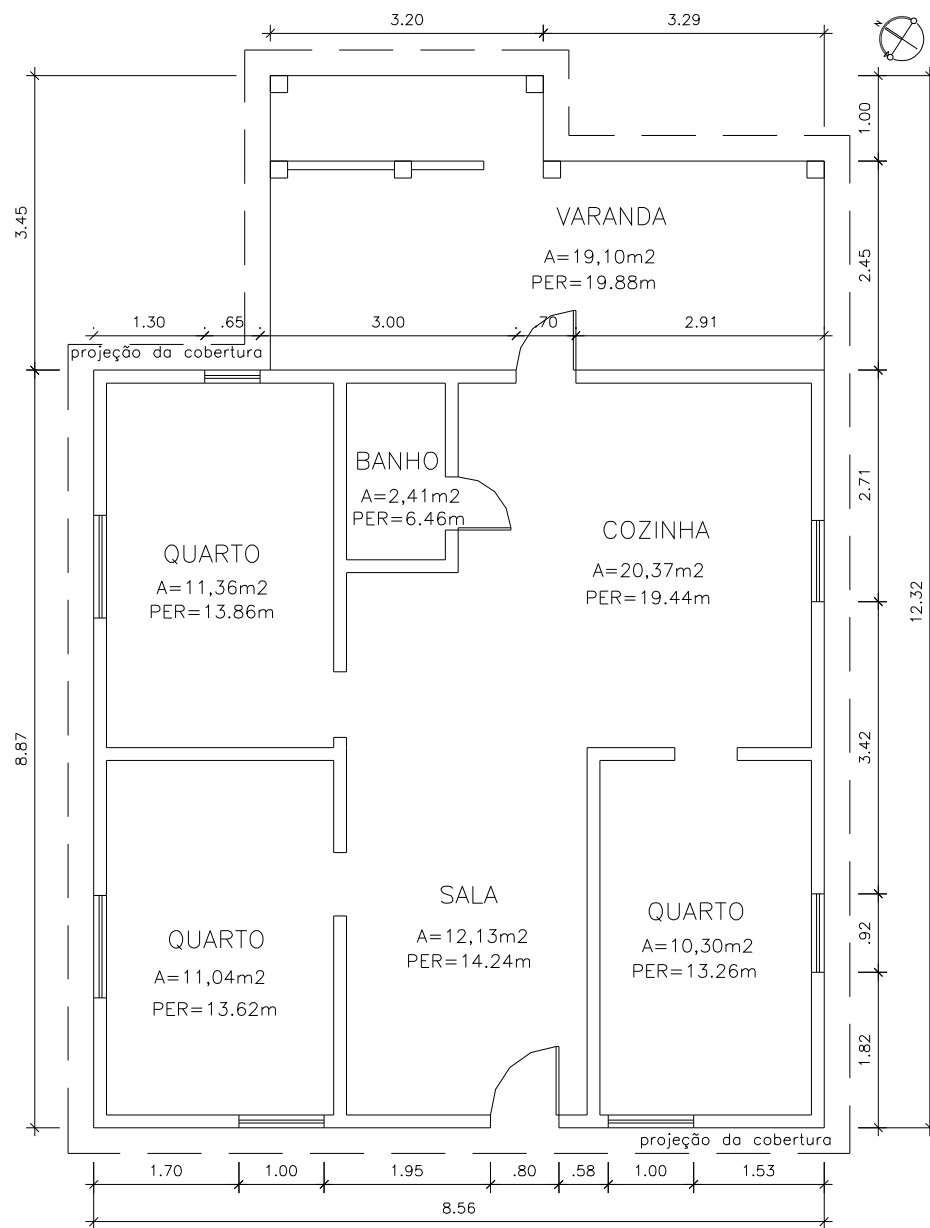 3.20
3.29
N
1.00
3.45
VARANDA
A=19,10m2
PER=19.88m
2.45
1.30
.65
3.00
.70
2.91
projeção da cobertura
BANHO
A=2,41m2
PER=6.46m
2.71
QUARTO
A=11,36m2
PER=13.86m
COZINHA
A=20,37m2
PER=19.44m
12.32
8.87
3.42
SALA
A=12,13m2
PER=14.24m
QUARTO
A=10,30m2
PER=13.26m
QUARTO
A=11,04m2
PER=13.62m
.92
1.82
projeção da cobertura
1.70
1.00
1.95
.80
.58
1.00
1.53
8.56